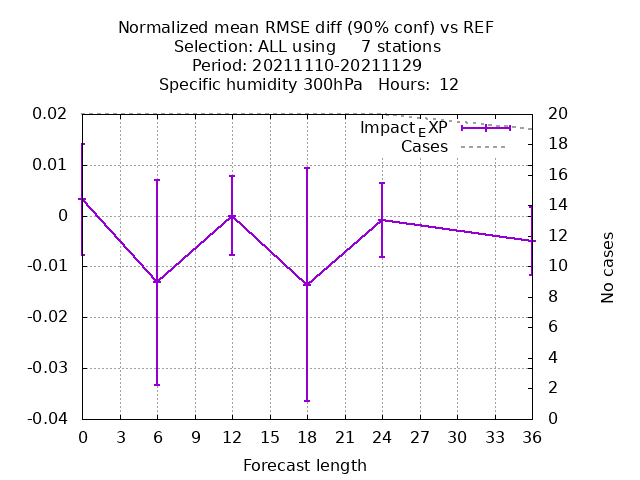 Normalized mean RMSE diff (90% conf) vs REF
Selection: ALL using 7 stations
Period: 20211110-20211129
Specific humidity 300hPa Hours: 12
Impact_EXP
Cases
0.02
0.01
0
-0.01
-0.02
-0.03
-0.04
20
18
16
14
12
10
8
6
4
2
0
No cases
0 3 6 9 12 15 18 21 24 27 30 33 36
Forecast length